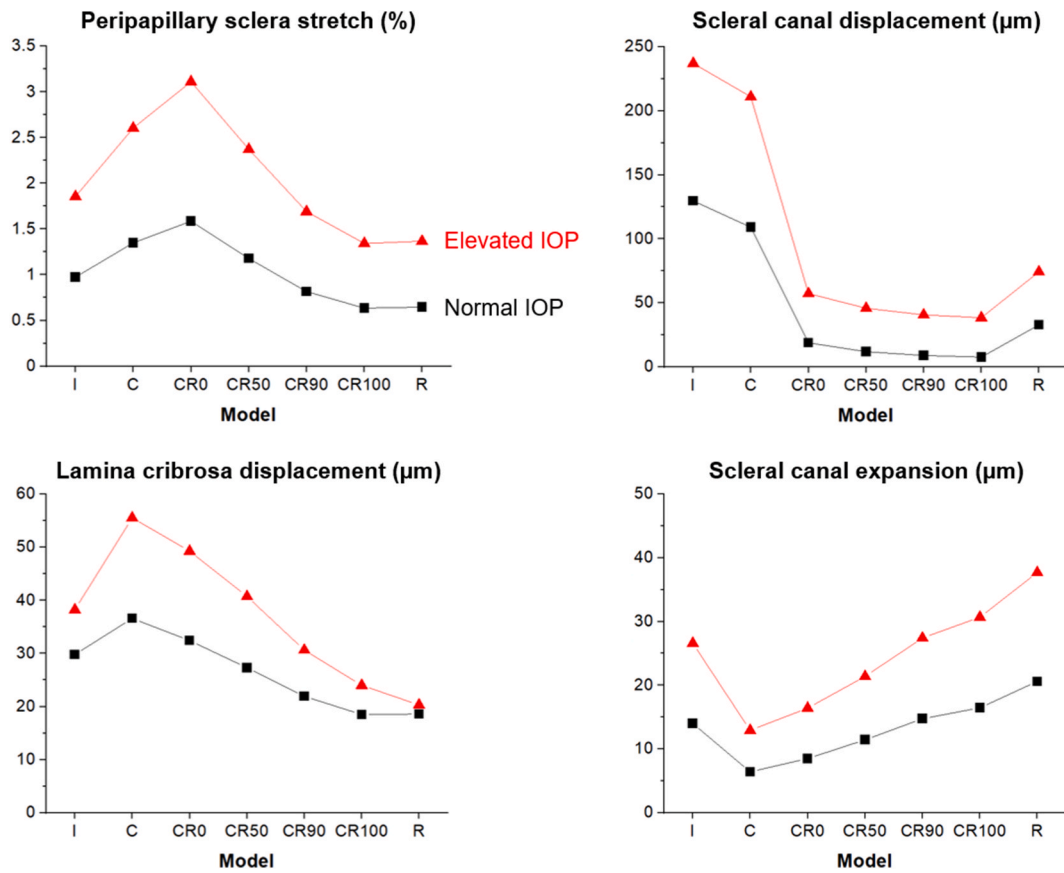 Peripapillary sclera stretch (%)
3.5
3
2.5
2
1.5
1
0.5
0
Elevated IOP
Normal IOP
I C CR0 CR50 CR90 CR100 R
Model
Scleral canal displacement (µm)
250
200
150
100
50
0
I C CR0 CR50 CR90 CR100 R
Model
Lamina cribrosa displacement (µm)
60
50
40
30
20
10
0
I C CR0 CR50 CR90 CR100 R
Model
Scleral canal expansion (µm)
50
40
30
20
10
0
I C CR0 CR50 CR90 CR100 R
Model